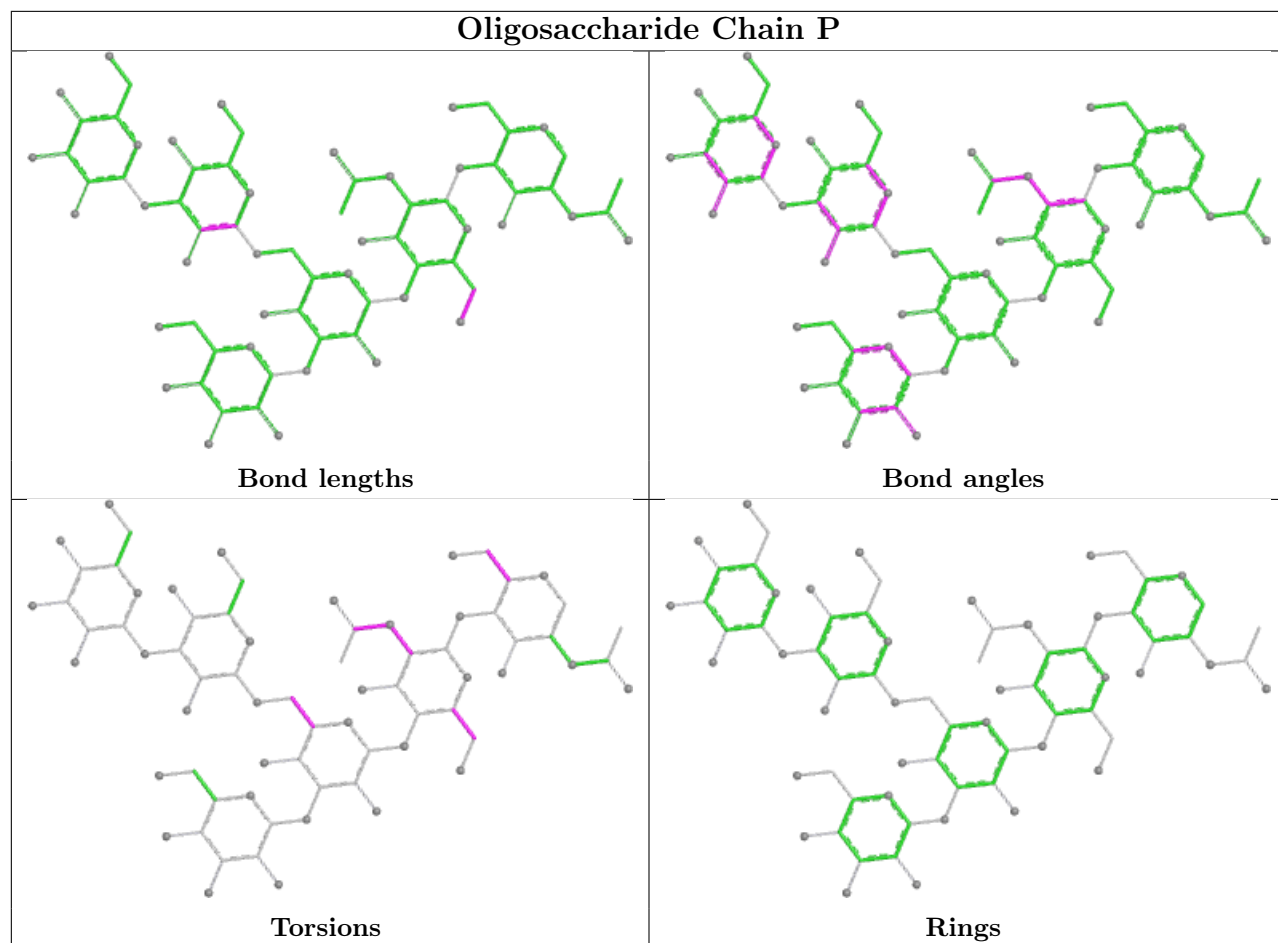 Oligosaccharide Chain P
Bond lengths
Bond angles
Torsions
Rings